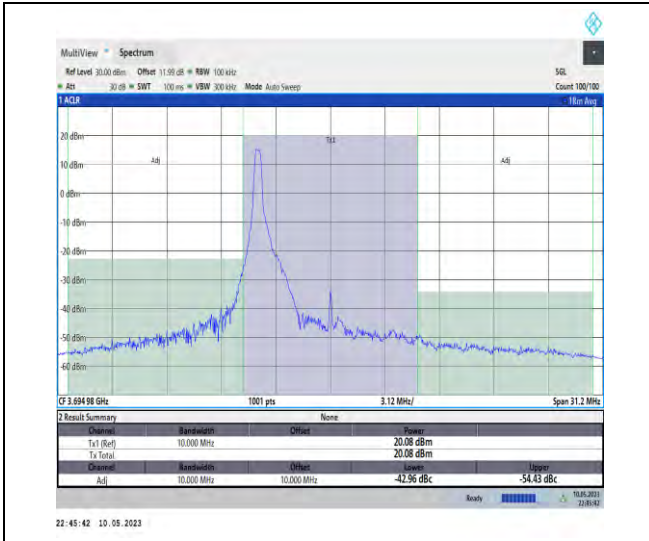 MultiView Spectrum
Ref Level 30.00 dBm Offset 11.99 dB RBW 100 kHz SGL
Att 30 dB SWT 100 ms VBW 300 kHz Mode Auto Sweep Count 100/100
1 ACLR 1Rm Avg
20 dBm
Tx1
Adj
Adj
10 dBm
0 dBm
-10 dBm
-20 dBm
-30 dBm
-40 dBm
-50 dBm
-60 dBm
CF 3.69498 GHz 1001 pts 3.12 MHz/ Span 31.2 MHz
2 Result Summary None
Channel Bandwidth Offset Power
Tx1 (Ref) 10.000 MHz 20.08 dBm
Tx Total 20.08 dBm
Channel Bandwidth Offset Lower Upper
Adj 10.000 MHz 10.000 MHz -42.96 dBc -54.43 dBc
Ready 10.05.2023
22:45:42
22:45:42 10.05.2023